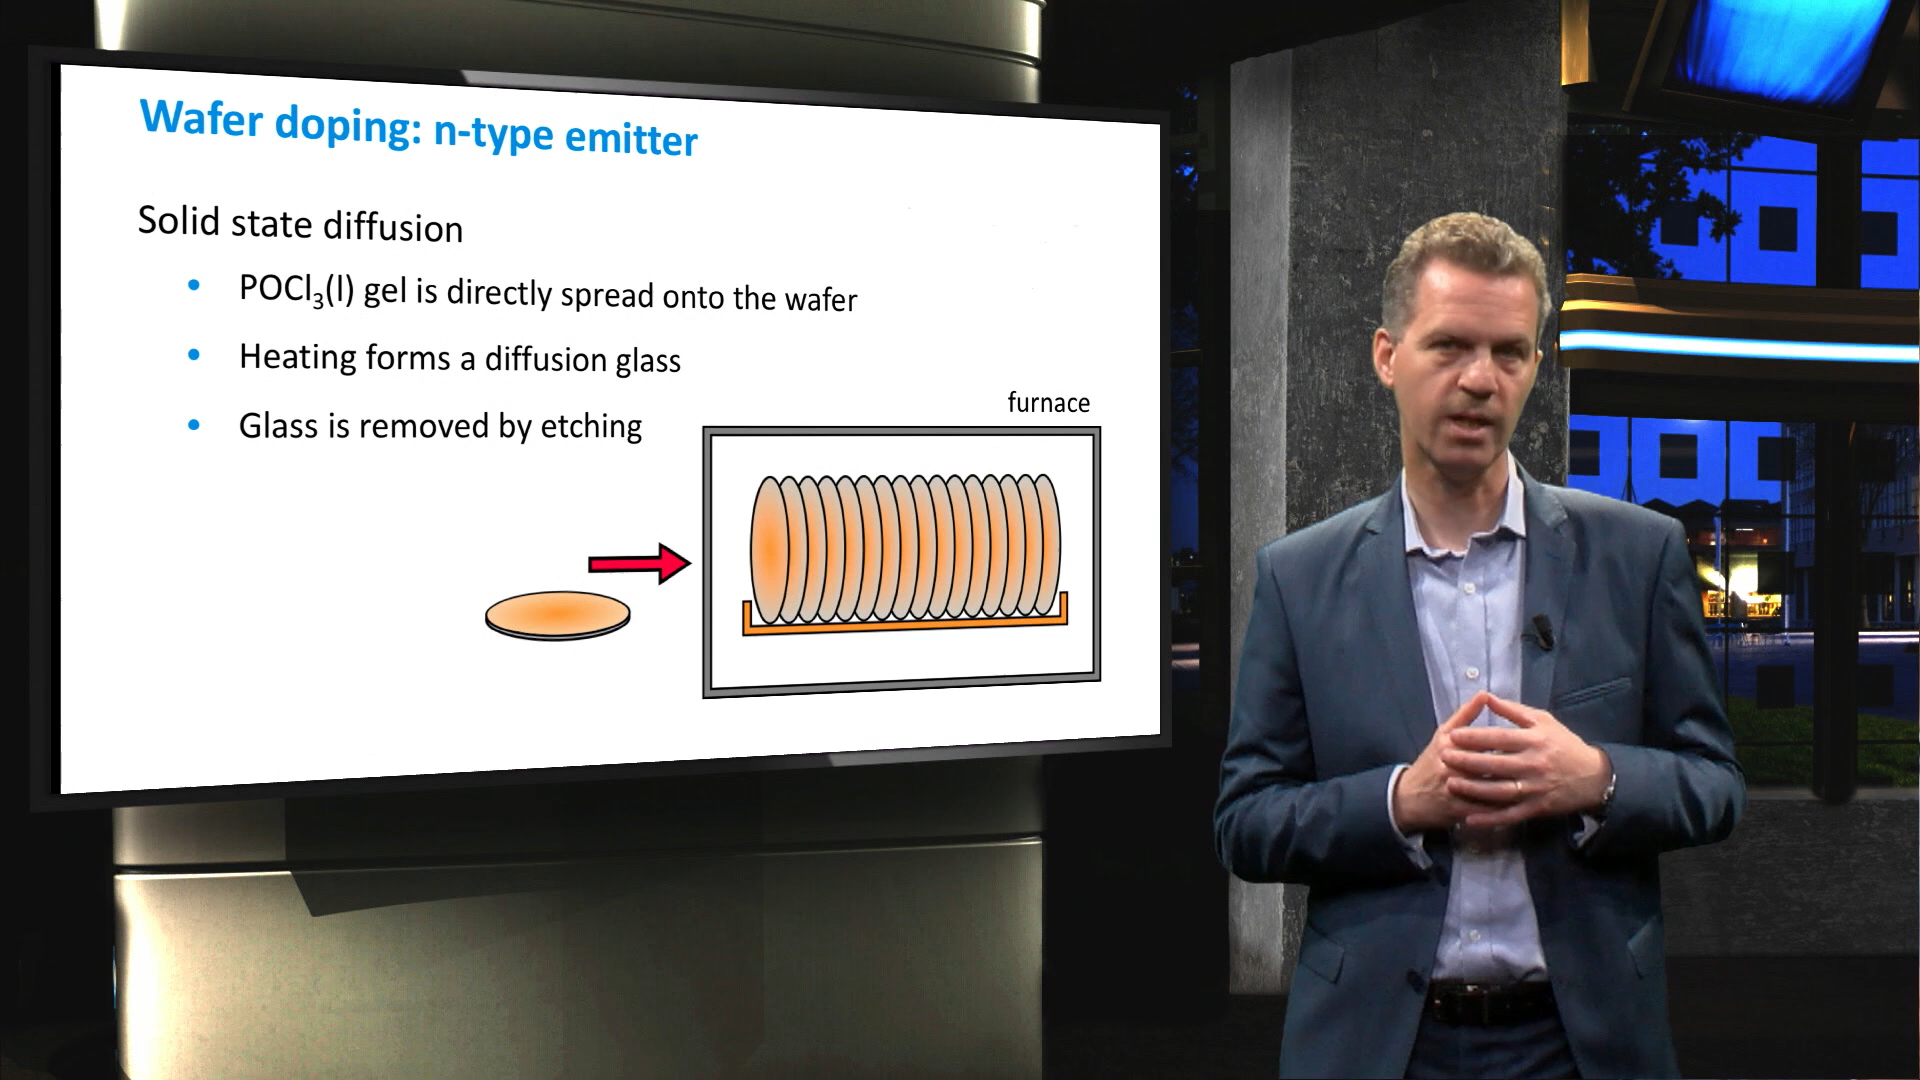 Wafer doping: n-type emitter
Solid state diffusion
• POCl₃(l) gel is directly spread onto the wafer
• Heating forms a diffusion glass
• Glass is removed by etching
furnace